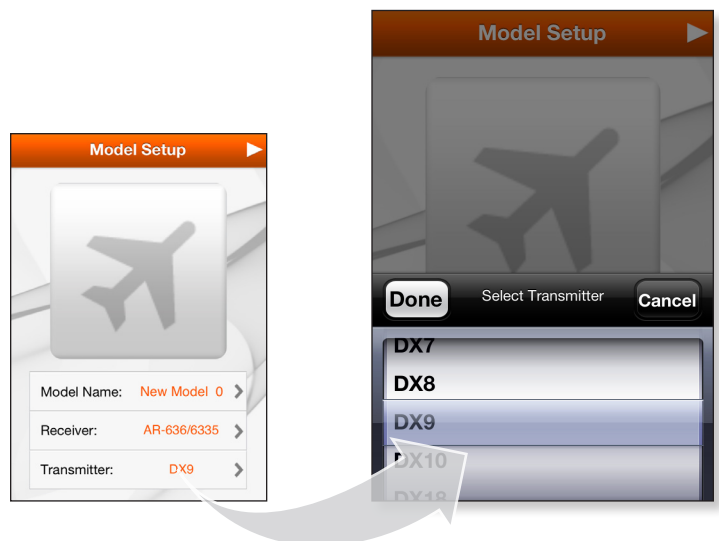 Model Setup
Model Name: New Model 0
Receiver: AR-636/6335
Transmitter: DX9
Model Setup
Done Select Transmitter Cancel
DX7
DX8
DX9
DX10
DX18